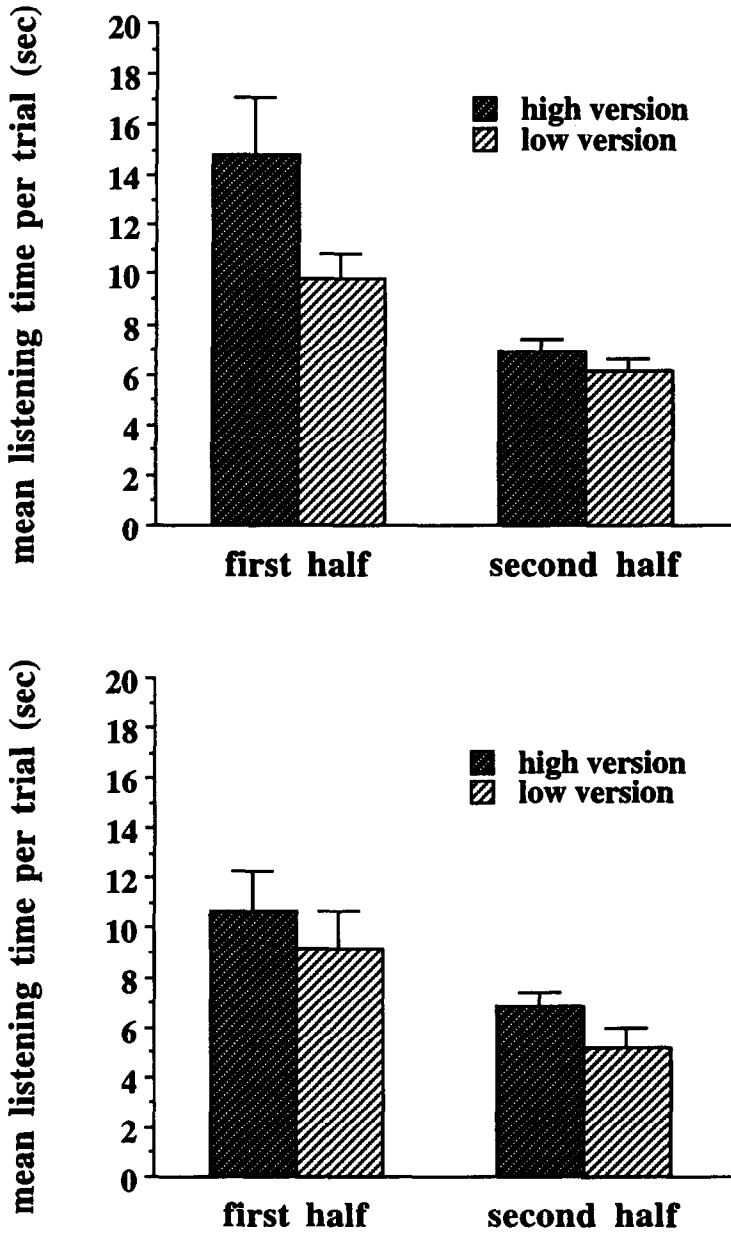 mean listening time per trial (sec)
20
18
16
14
12
10
8
6
4
2
0
high version
low version
first half
second half
mean listening time per trial (sec)
20
18
16
14
12
10
8
6
4
2
0
high version
low version
first half
second half